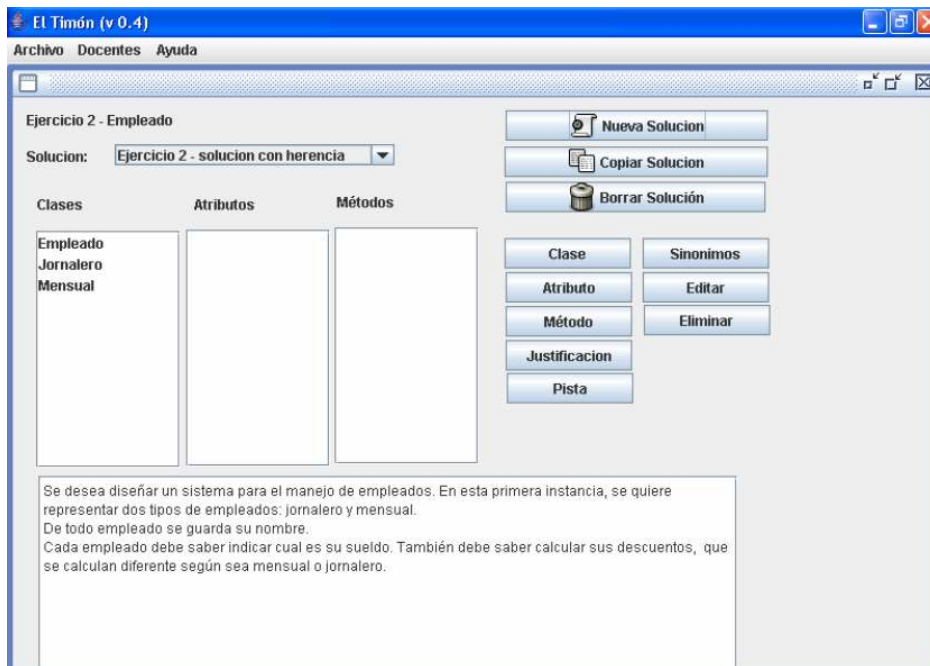 El Timón (v 0.4)
Archivo Docentes Ayuda
Ejercicio 2 - Empleado
Solucion: Ejercicio 2 - solucion con herencia
Nueva Solucion
Copiar Solucion
Borrar Solución
Clases Atributos Métodos
Empleado
Jornalero
Mensual
Clase Sinonimos
Atributo Editar
Método Eliminar
Justificacion
Pista
Se desea diseñar un sistema para el manejo de empleados. En esta primera instancia, se quiere
representar dos tipos de empleados: jornalero y mensual.
De todo empleado se guarda su nombre.
Cada empleado debe saber indicar cual es su sueldo. También debe saber calcular sus descuentos, que
se calculan diferente según sea mensual o jornalero.